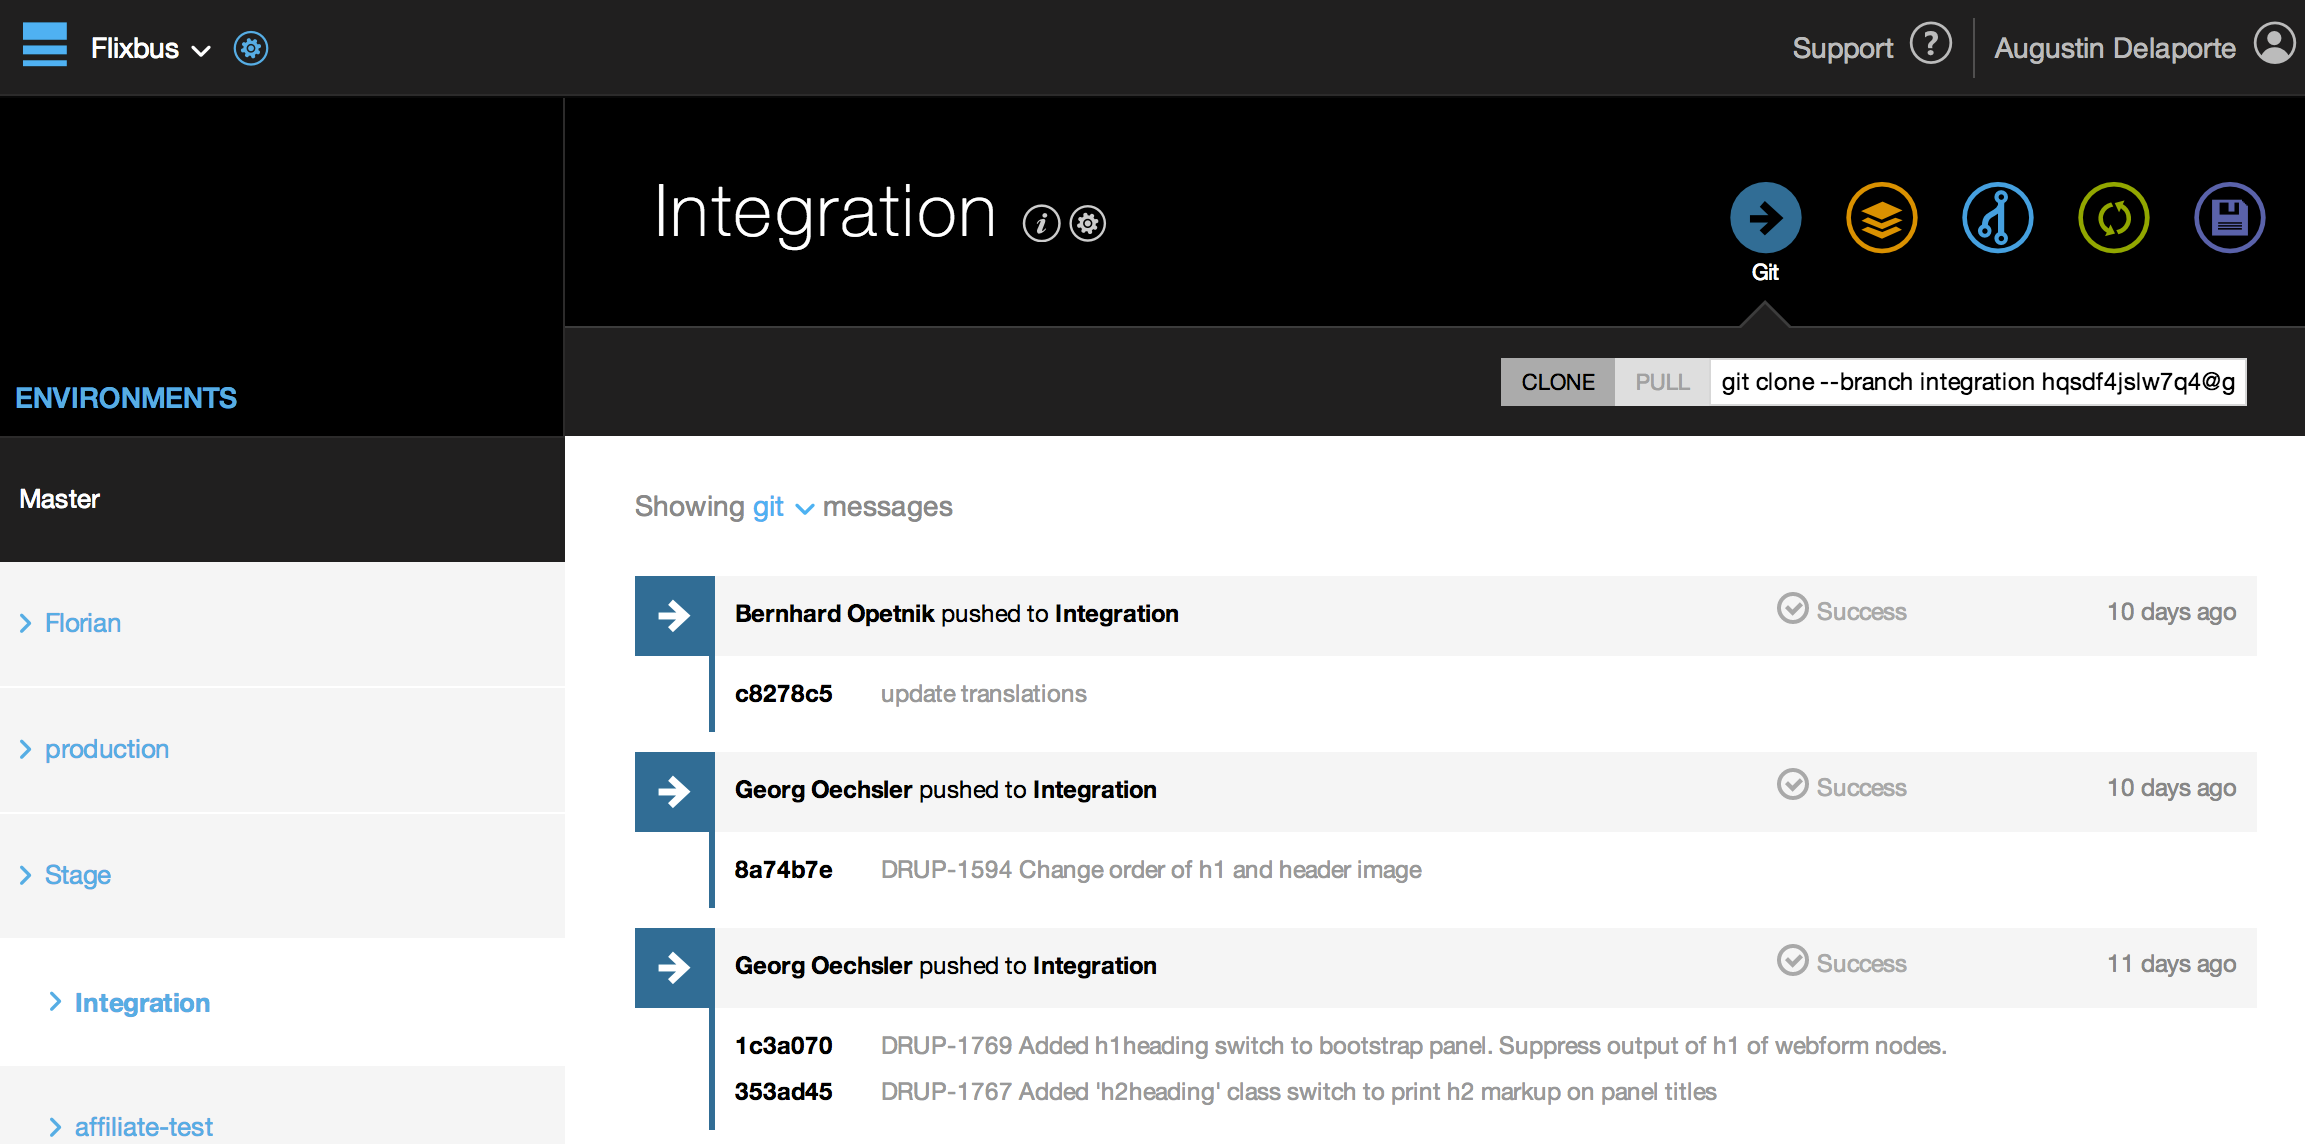 Flixbus
Support ?
Augustin Delaporte
Integration i
Git
ENVIRONMENTS
CLONE PULL git clone --branch integration hqsdf4jslw7q4@g
Master
Florian
production
Stage
Integration
affiliate-test
Showing git messages
Bernhard Opetnik pushed to Integration Success 10 days ago
c8278c5 update translations
Georg Oechsler pushed to Integration Success 10 days ago
8a74b7e DRUP-1594 Change order of h1 and header image
Georg Oechsler pushed to Integration Success 11 days ago
1c3a070 DRUP-1769 Added h1heading switch to bootstrap panel. Suppress output of h1 of webform nodes.
353ad45 DRUP-1767 Added 'h2heading' class switch to print h2 markup on panel titles